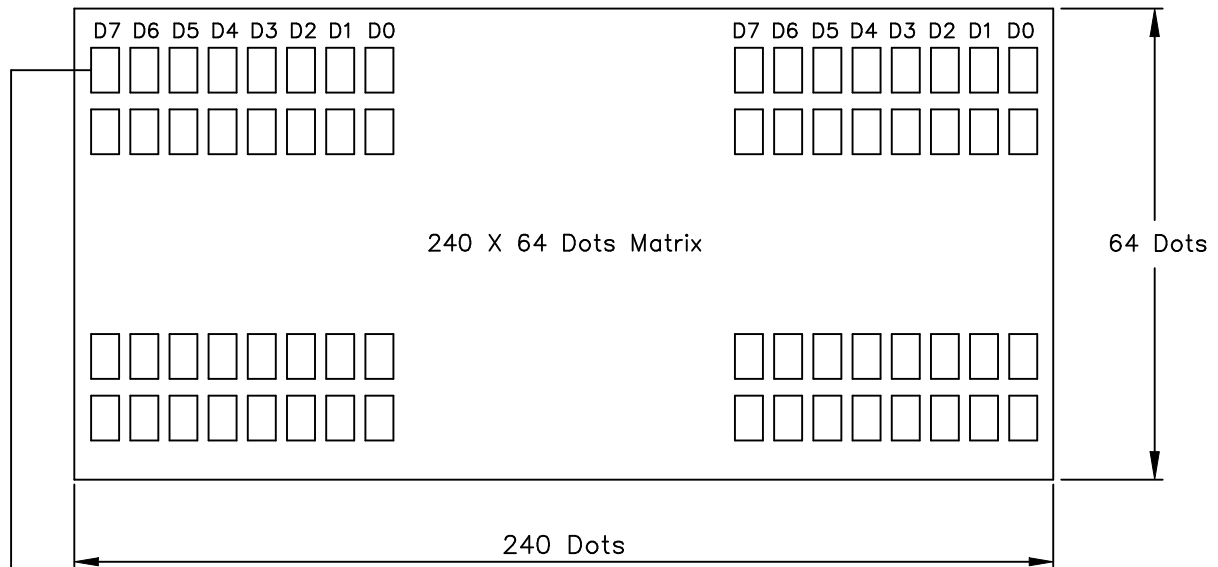 D7 D6 D5 D4 D3 D2 D1 D0 D7 D6 D5 D4 D3 D2 D1 D0
240 X 64 Dots Matrix
64 Dots
240 Dots